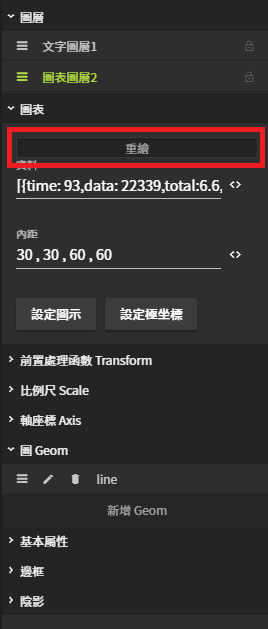 圖層
文字圖層1
圖表圖層2
圖表
重繪
資料
[{time: 93,data: 22339,total:6.6,
內距
30 , 30 , 60 , 60
設定圖示 設定極坐標
前置處理函數 Transform
比例尺 Scale
軸座標 Axis
圖 Geom
line
新增 Geom
基本屬性
邊框
陰影